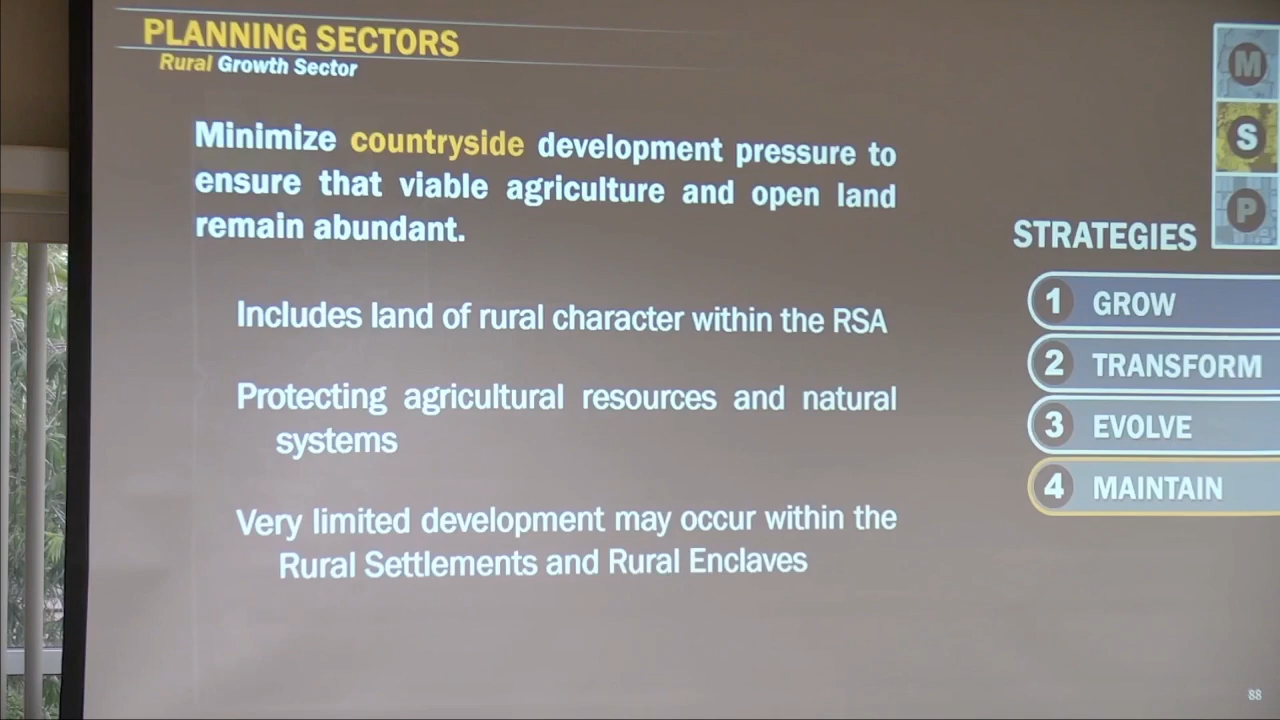 PLANNING SECTORS
Rural Growth Sector
Minimize countryside development pressure to
ensure that viable agriculture and open land
remain abundant.
Includes land of rural character within the RSA
Protecting agricultural resources and natural
systems
Very limited development may occur within the
Rural Settlements and Rural Enclaves
M
S
P
STRATEGIES
1 GROW
2 TRANSFORM
3 EVOLVE
4 MAINTAIN
88